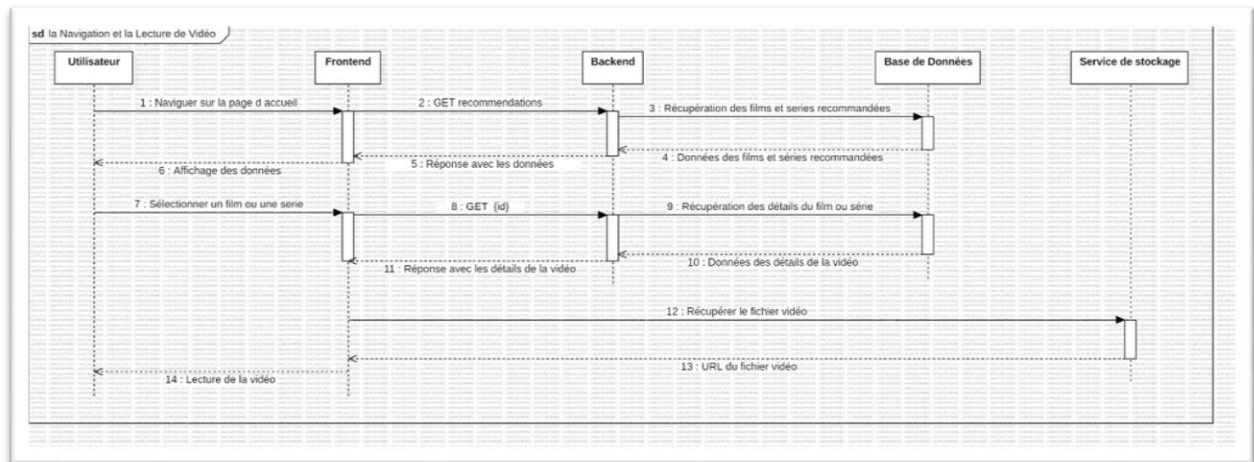 sd la Navigation et la Lecture de Vidéo
Utilisateur
Frontend
Backend
Base de Données
Service de stockage
1 : Naviguer sur la page d accueil
2 : GET recommendations
3 : Récupération des films et series recommandées
4 : Données des films et séries recommandées
5 : Réponse avec les données
6 : Affichage des données
7 : Sélectionner un film ou une serie
8 : GET (id)
9 : Récupération des détails du film ou série
10 : Données des détails de la vidéo
11 : Réponse avec les détails de la vidéo
12 : Récupérer le fichier vidéo
13 : URL du fichier vidéo
14 : Lecture de la vidéo